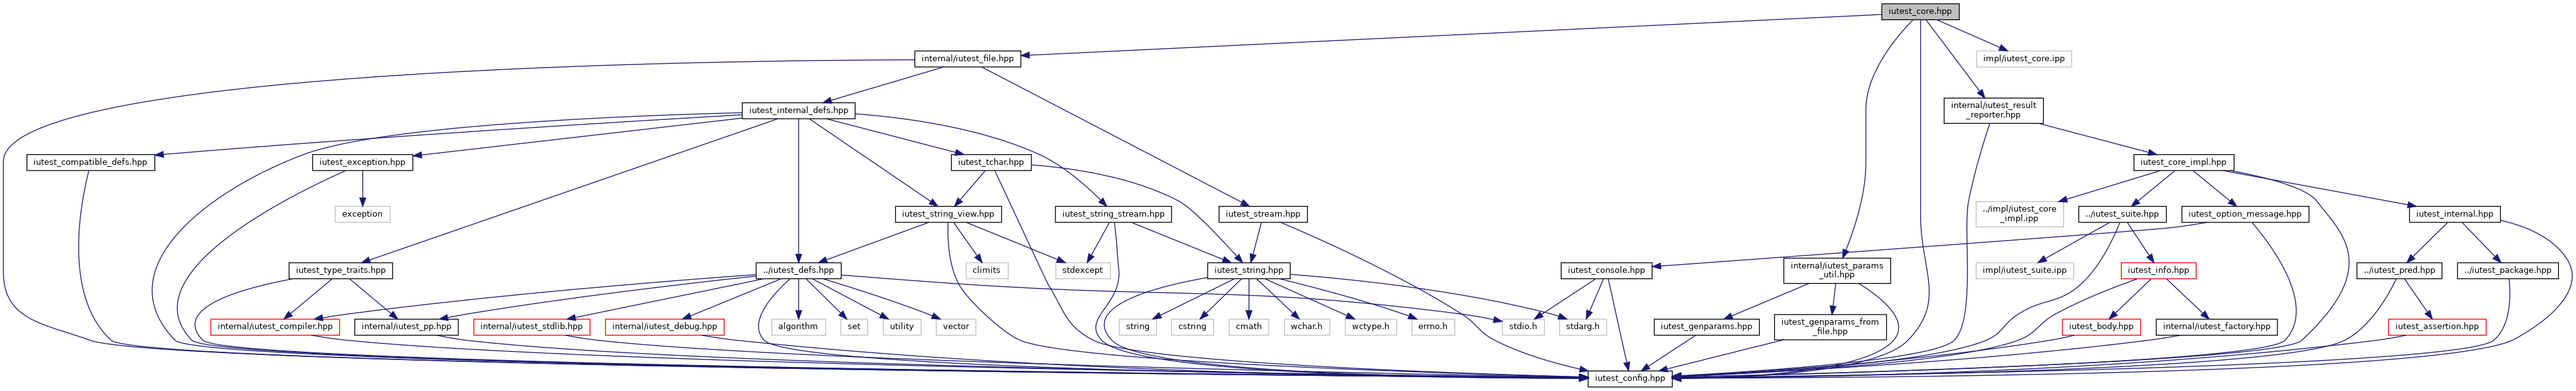 iutest_core.hpp
internal/iutest_file.hpp
impl/iutest_core.ipp
iutest_internal_defs.hpp
internal/iutest_result
_reporter.hpp
iutest_compatible_defs.hpp
iutest_exception.hpp
iutest_tchar.hpp
iutest_core_impl.hpp
exception
iutest_string_view.hpp
iutest_string_stream.hpp
iutest_stream.hpp
../impl/iutest_core
_impl.ipp
../iutest_suite.hpp
iutest_option_message.hpp
iutest_internal.hpp
iutest_type_traits.hpp
../iutest_defs.hpp
climits
stdexcept
iutest_string.hpp
iutest_console.hpp
internal/iutest_params
_util.hpp
impl/iutest_suite.ipp
iutest_info.hpp
../iutest_pred.hpp
../iutest_package.hpp
internal/iutest_compiler.hpp
internal/iutest_pp.hpp
internal/iutest_stdlib.hpp
internal/iutest_debug.hpp
algorithm
set
utility
vector
string
cstring
cmath
wchar.h
wctype.h
errno.h
stdio.h
stdarg.h
iutest_genparams.hpp
iutest_genparams_from
_file.hpp
iutest_body.hpp
internal/iutest_factory.hpp
iutest_assertion.hpp
iutest_config.hpp